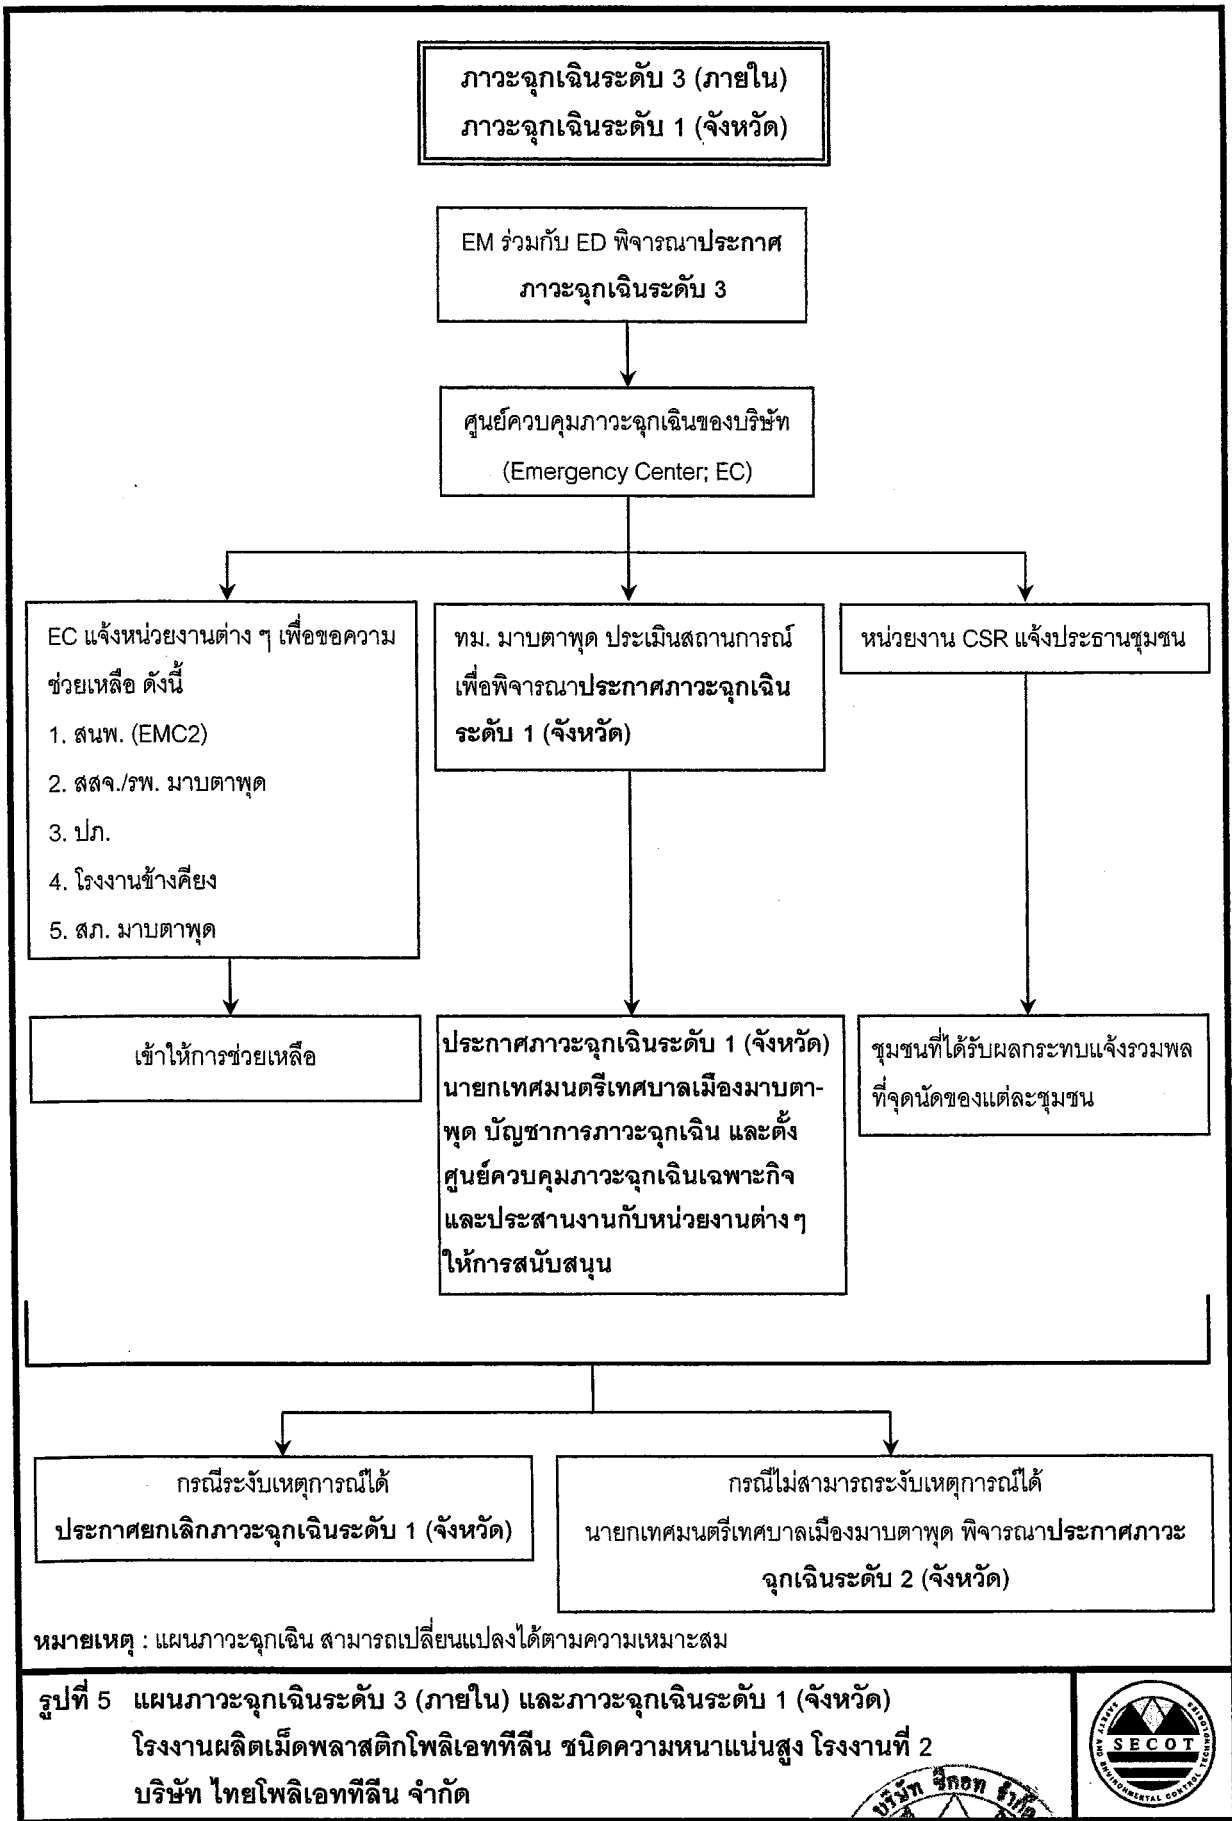 ภาวะฉุกเฉินระดับ 3 (ภายใน)
ภาวะฉุกเฉินระดับ 1 (จังหวัด)
EM ร่วมกับ ED พิจารณาประกาศ
ภาวะฉุกเฉินระดับ 3
ศูนย์ควบคุมภาวะฉุกเฉินของบริษัท
(Emergency Center; EC)
EC แจ้งหน่วยงานต่าง ๆ เพื่อขอความ
ช่วยเหลือ ดังนี้
1. สนพ. (EMC2)
2. สสจ./รพ. มาบตาพุด
3. ปภ.
4. โรงงานข้างคียง
5. สภ. มาบตาพุด
ทม. มาบตาพุด ประเมินสถานการณ์
เพื่อพิจารณาประกาศภาวะฉุกเฉิน
ระดับ 1 (จังหวัด)
หน่วยงาน CSR แจ้งประธานชุมชน
เข้าให้การช่วยเหลือ
ประกาศภาวะฉุกเฉินระดับ 1 (จังหวัด)
นายกเทศมนตรีเทศบาลเมืองมาบตา-
พุด บัญชาการภาวะฉุกเฉิน และตั้ง
ศูนย์ควบคุมภาวะฉุกเฉินเฉพาะกิจ
และประสานงานกับหน่วยงานต่าง ๆ
ให้การสนับสนุน
ชุมชนที่ได้รับผลกระทบแจ้งรวมพล
ที่จุดนัดของแต่ละชุมชน
กรณีระงับเหตุการณ์ได้
ประกาศยกเลิกภาวะฉุกเฉินระดับ 1 (จังหวัด)
กรณีไม่สามารถระงับเหตุการณ์ได้
นายกเทศมนตรีเทศบาลเมืองมาบตาพุด พิจารณาประกาศภาวะ
ฉุกเฉินระดับ 2 (จังหวัด)
หมายเหตุ : แผนภาวะฉุกเฉิน สามารถเปลี่ยนแปลงได้ตามความเหมาะสม
รูปที่ 5 แผนภาวะฉุกเฉินระดับ 3 (ภายใน) และภาวะฉุกเฉินระดับ 1 (จังหวัด)
โรงงานผลิตเม็ดพลาสติกโพลิเอททีลีน ชนิดความหนาแน่นสูง โรงงานที่ 2
บริษัท ไทยโพลิเอททีลีน จำกัด
SECOT
SAFETY AND ENVIRONMENTAL CONTROL TECHNOLOGIES
บริษัท ซีคอท จำกัด